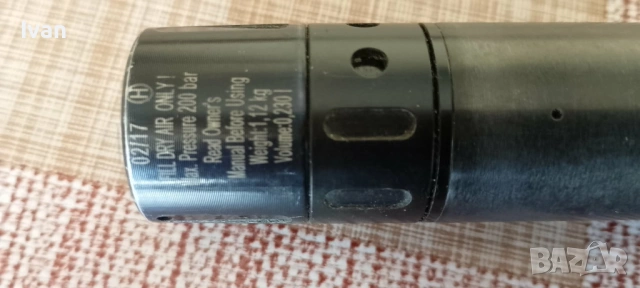 Ivan
02/17 (H)
FILL DRY AIR ONLY !
Max. Pressure 200 bar
Read Owner's
Manual Before Using
Weight:1,12 kg
Volume:0,230 l
BAZAR